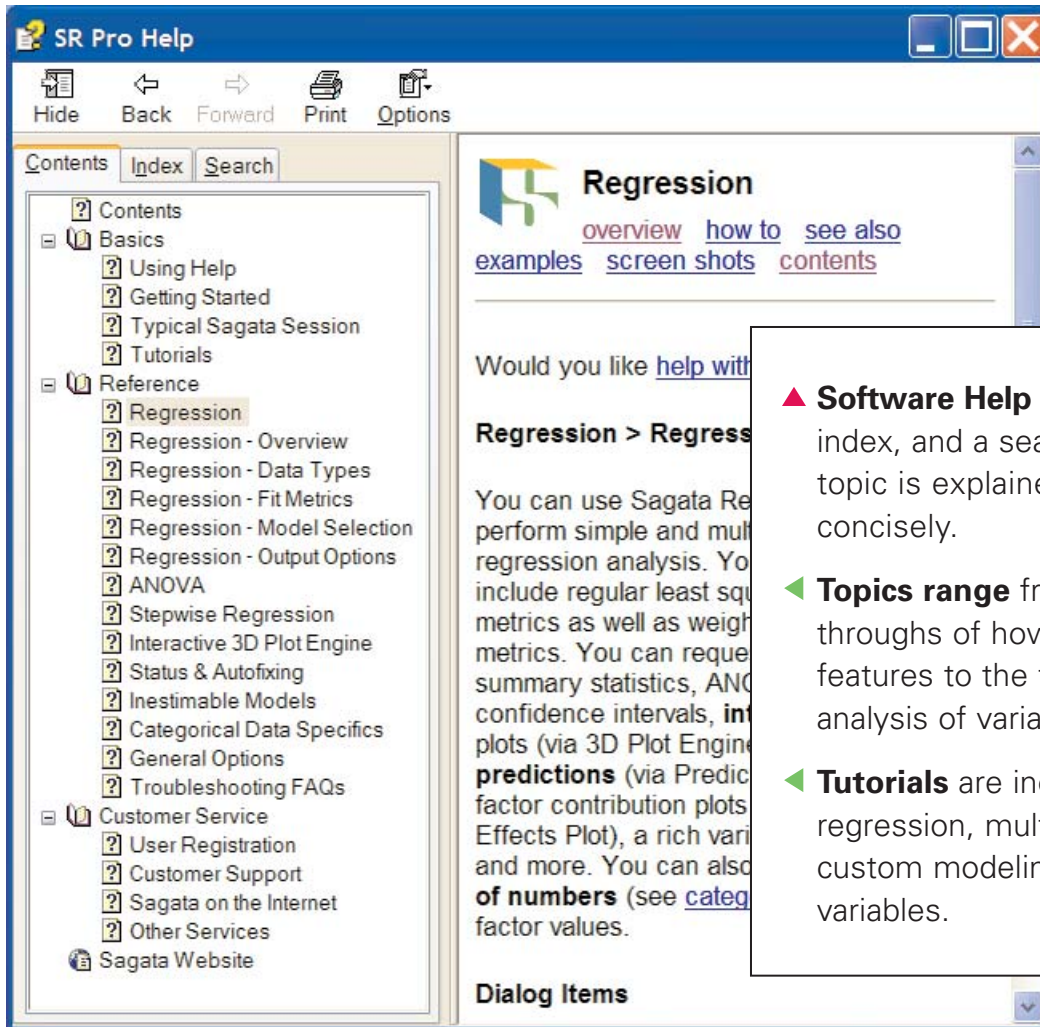 SR Pro Help
Hide Back Forward Print Options
Contents Index Search
Contents
Basics
Using Help
Getting Started
Typical Sagata Session
Tutorials
Reference
Regression
Regression - Overview
Regression - Data Types
Regression - Fit Metrics
Regression - Model Selection
Regression - Output Options
ANOVA
Stepwise Regression
Interactive 3D Plot Engine
Status & Autofixing
Inestimable Models
Categorical Data Specifics
General Options
Troubleshooting FAQs
Customer Service
User Registration
Customer Support
Sagata on the Internet
Other Services
Sagata Website
Regression
overview how to see also
examples screen shots contents
Would you like help with
Regression > Regress
You can use Sagata Re
perform simple and mul
regression analysis. Yo
include regular least squ
metrics as well as weigh
metrics. You can reque
summary statistics, ANO
confidence intervals, int
plots (via 3D Plot Engine
predictions (via Predic
factor contribution plots
Effects Plot), a rich vari
and more. You can also
of numbers (see categ
factor values.
Dialog Items
Software Help
index, and a sea
topic is explaine
concisely.
Topics range fr
throughs of how
features to the
analysis of varia
Tutorials are inc
regression, mul
custom modelin
variables.